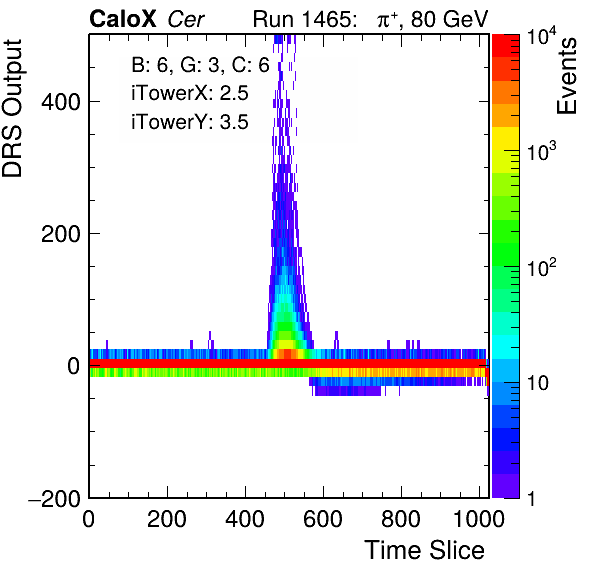 CaloX Cer Run 1465: π⁺, 80 GeV
B: 6, G: 3, C: 6
iTowerX: 2.5
iTowerY: 3.5
DRS Output
400
200
0
−200
0 200 400 600 800 1000
Time Slice
Events
10⁴
10³
10²
10
1